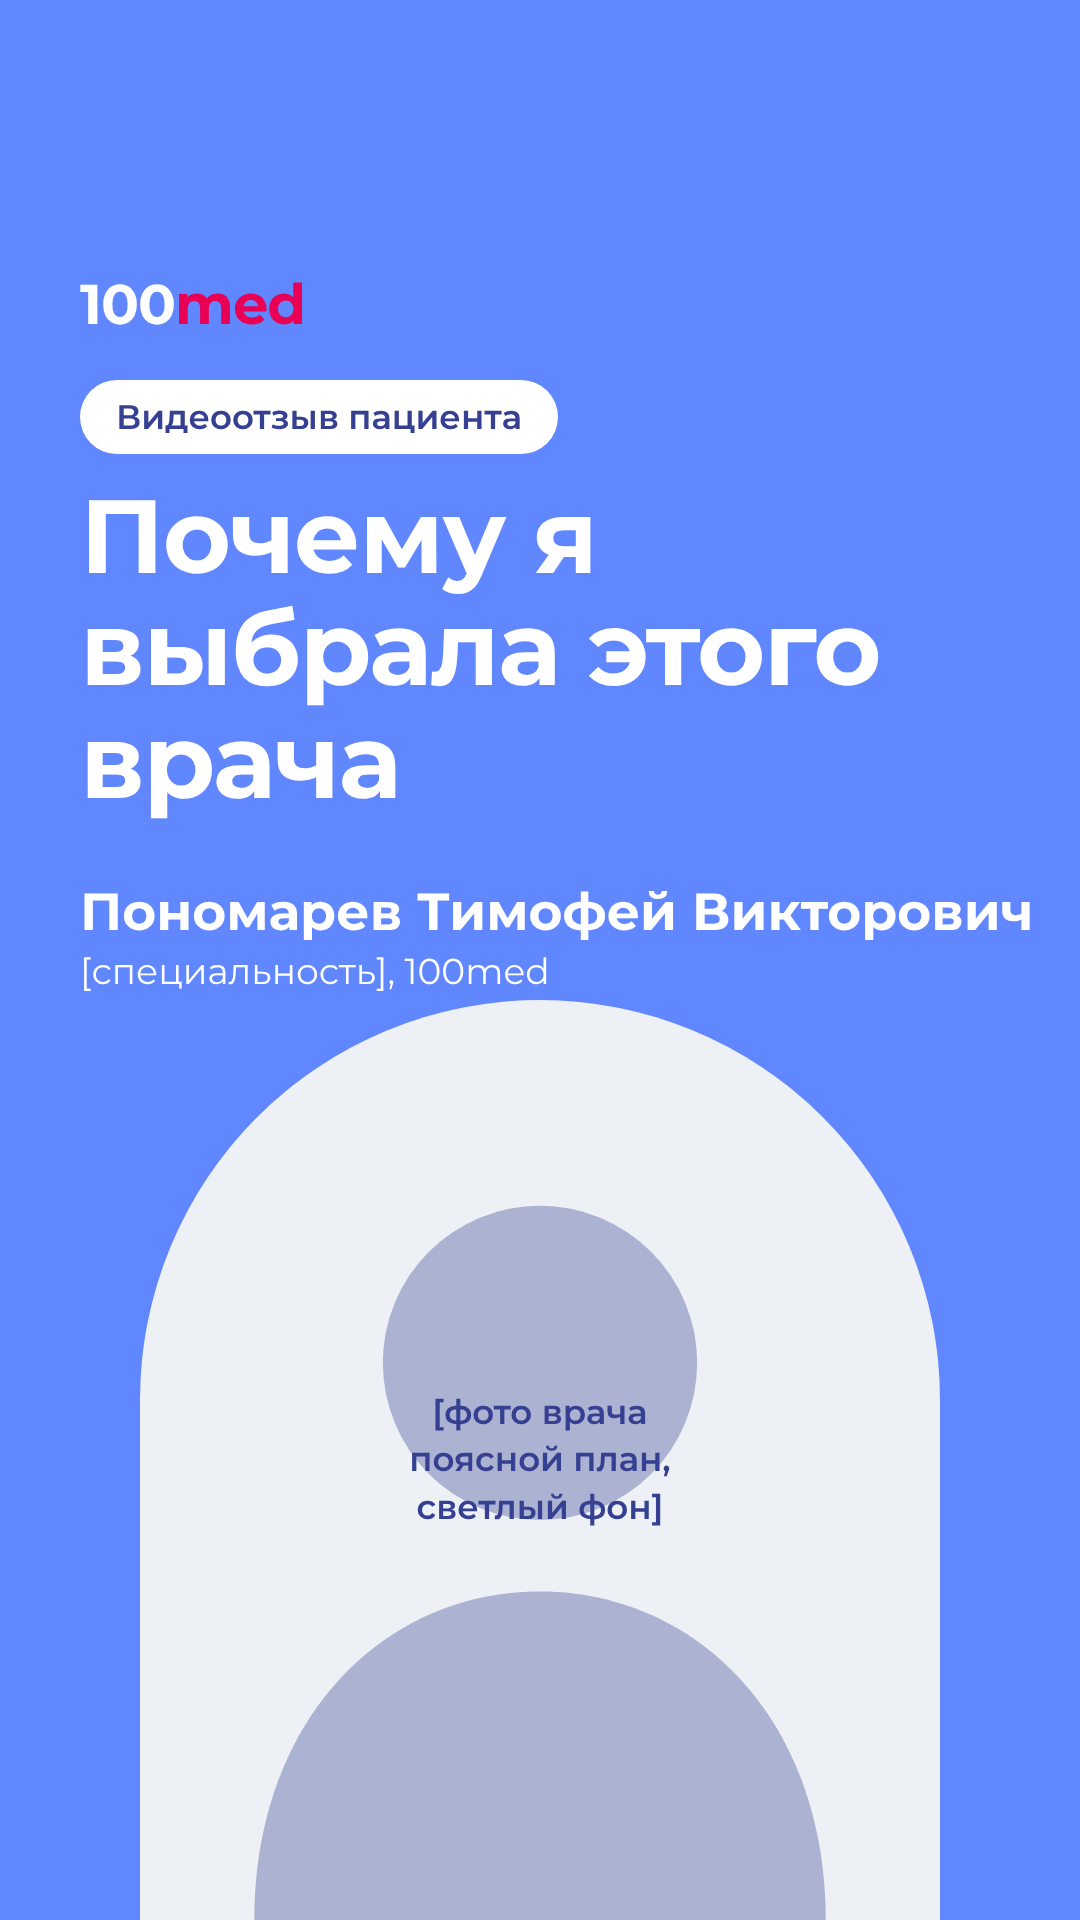 100med
Видеоотзыв пациента
Почему я
выбрала этого
врача
Пономарев Тимофей Викторович
[специальность], 100med
[фото врача
поясной план,
светлый фон]